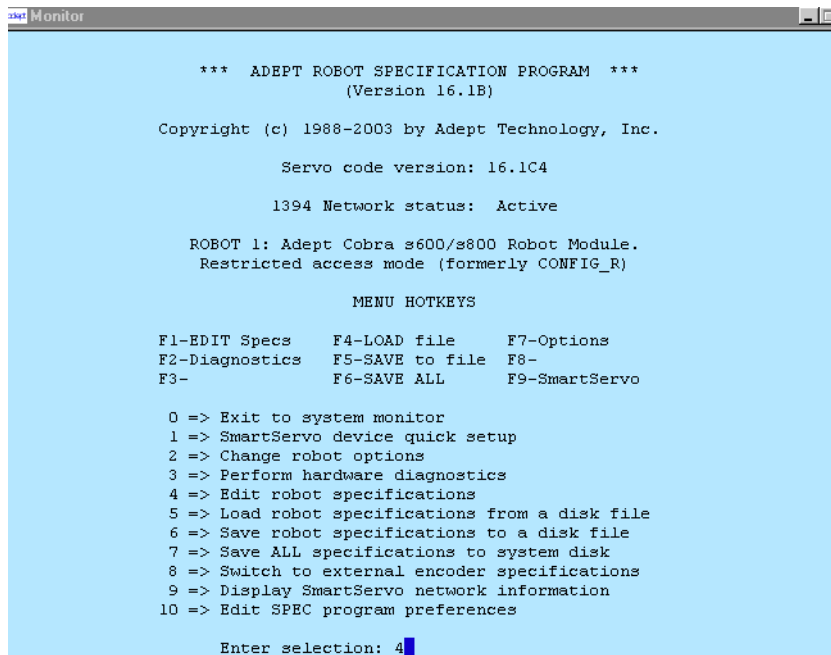 adept Monitor
*** ADEPT ROBOT SPECIFICATION PROGRAM ***
(Version 16.1B)
Copyright (c) 1988-2003 by Adept Technology, Inc.
Servo code version: 16.1C4
1394 Network status: Active
ROBOT 1: Adept Cobra s600/s800 Robot Module.
Restricted access mode (formerly CONFIG_R)
MENU HOTKEYS
F1-EDIT Specs F4-LOAD file F7-Options
F2-Diagnostics F5-SAVE to file F8-
F3- F6-SAVE ALL F9-SmartServo
0 => Exit to system monitor
1 => SmartServo device quick setup
2 => Change robot options
3 => Perform hardware diagnostics
4 => Edit robot specifications
5 => Load robot specifications from a disk file
6 => Save robot specifications to a disk file
7 => Save ALL specifications to system disk
8 => Switch to external encoder specifications
9 => Display SmartServo network information
10 => Edit SPEC program preferences
Enter selection: 4